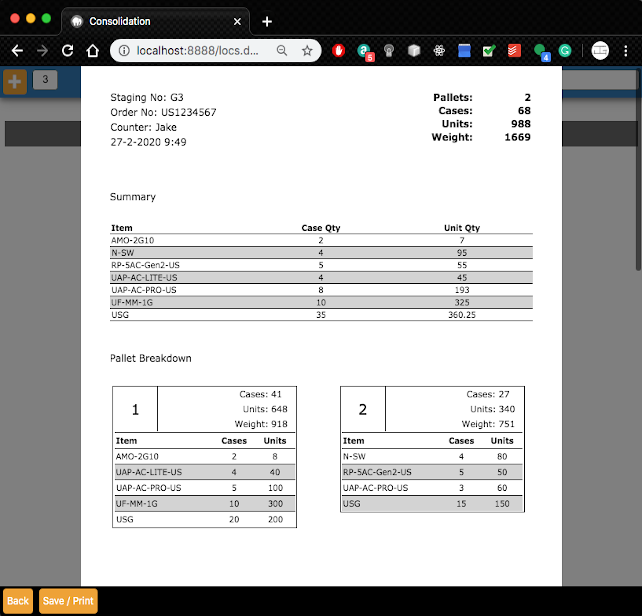 Consolidation
localhost:8888/locs.d...
5
4
3
Staging No: G3
Order No: US1234567
Counter: Jake
27-2-2020 9:49
Pallets: 2
Cases: 68
Units: 988
Weight: 1669
Summary
Item Case Qty Unit Qty
AMO-2G10 2 7
N-SW 4 95
RP-5AC-Gen2-US 5 55
UAP-AC-LITE-US 4 45
UAP-AC-PRO-US 8 193
UF-MM-1G 10 325
USG 35 360.25
Pallet Breakdown
1
Cases: 41
Units: 648
Weight: 918
Item Cases Units
AMO-2G10 2 8
UAP-AC-LITE-US 4 40
UAP-AC-PRO-US 5 100
UF-MM-1G 10 300
USG 20 200
2
Cases: 27
Units: 340
Weight: 751
Item Cases Units
N-SW 4 80
RP-5AC-Gen2-US 5 50
UAP-AC-PRO-US 3 60
USG 15 150
Back Save / Print